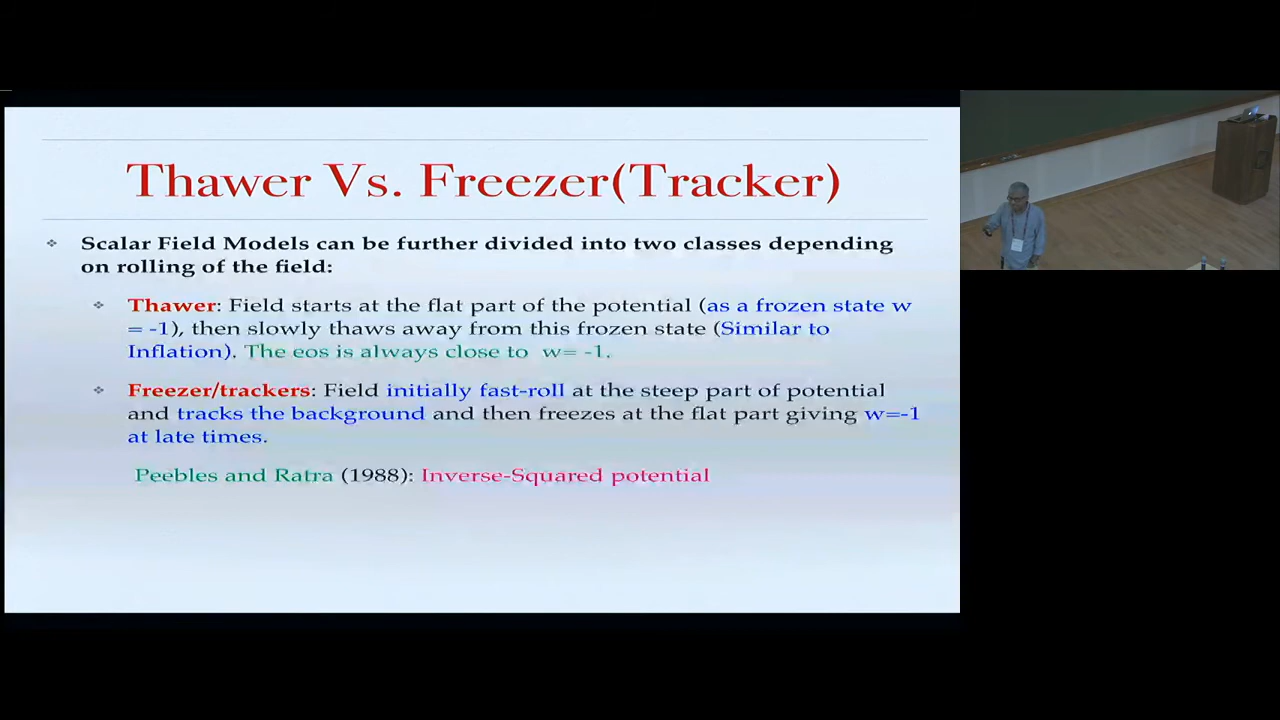 Thawer Vs. Freezer(Tracker)
Scalar Field Models can be further divided into two classes depending
on rolling of the field:
Thawer: Field starts at the flat part of the potential (as a frozen state w
= -1), then slowly thaws away from this frozen state (Similar to
Inflation). The eos is always close to w= -1.
Freezer/trackers: Field initially fast-roll at the steep part of potential
and tracks the background and then freezes at the flat part giving w=-1
at late times.
Peebles and Ratra (1988): Inverse-Squared potential